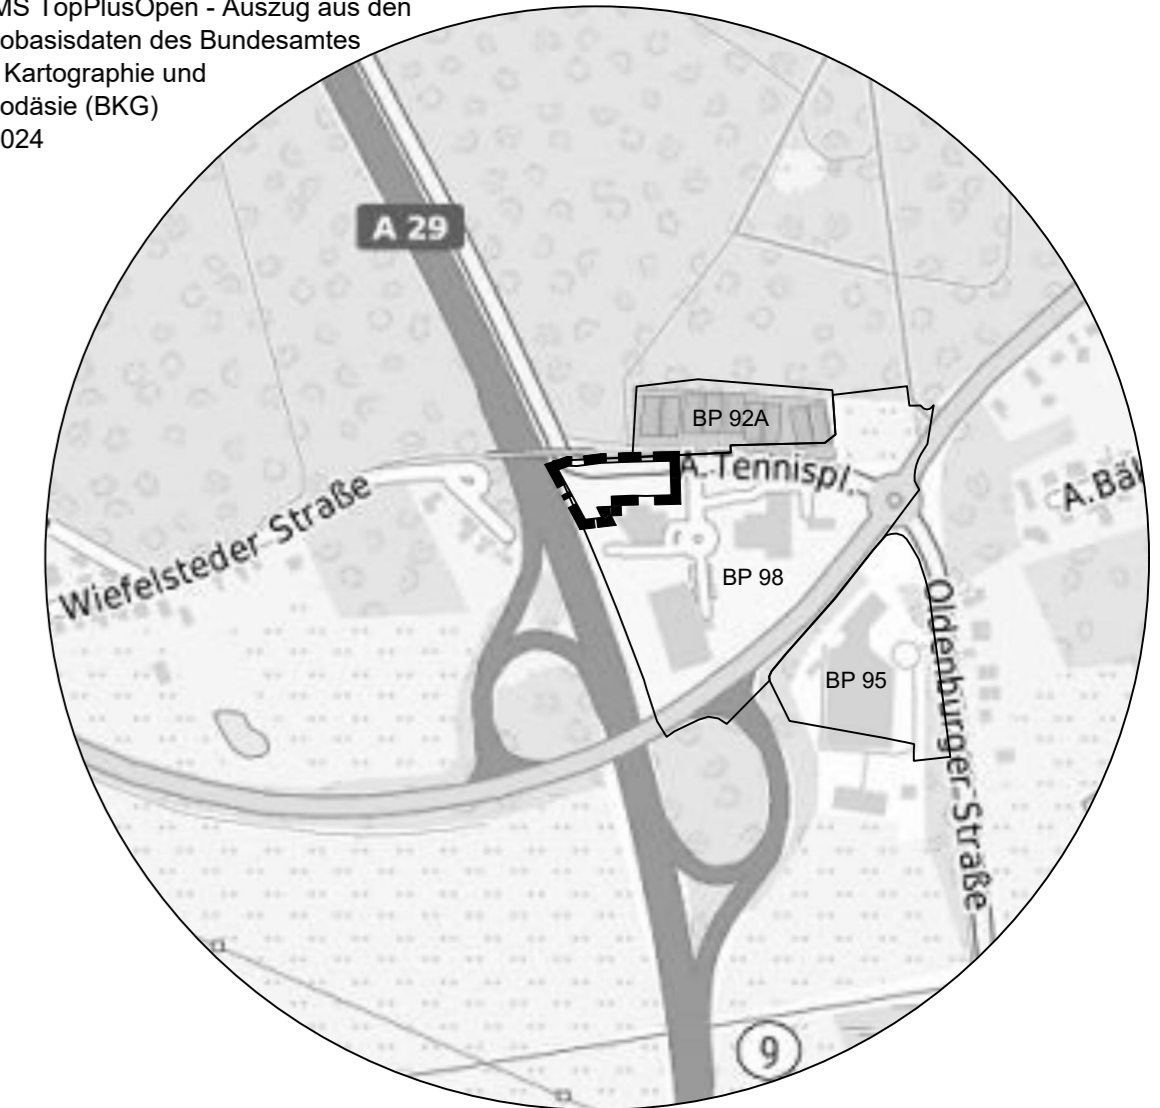 MS TopPlusOpen - Auszug aus den
obasisdaten des Bundesamtes
Kartographie und
odäsie (BKG)
024
A 29
BP 92A
A. Tennispl.
A.Bäk
Wiefelsteder Straße
BP 98
Oldenburger Straße
BP 95
9